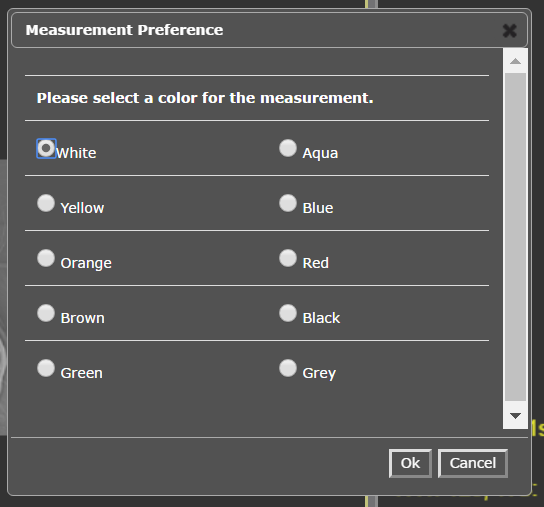 Measurement Preference
Please select a color for the measurement.
White Aqua
Yellow Blue
Orange Red
Brown Black
Green Grey
Ok Cancel